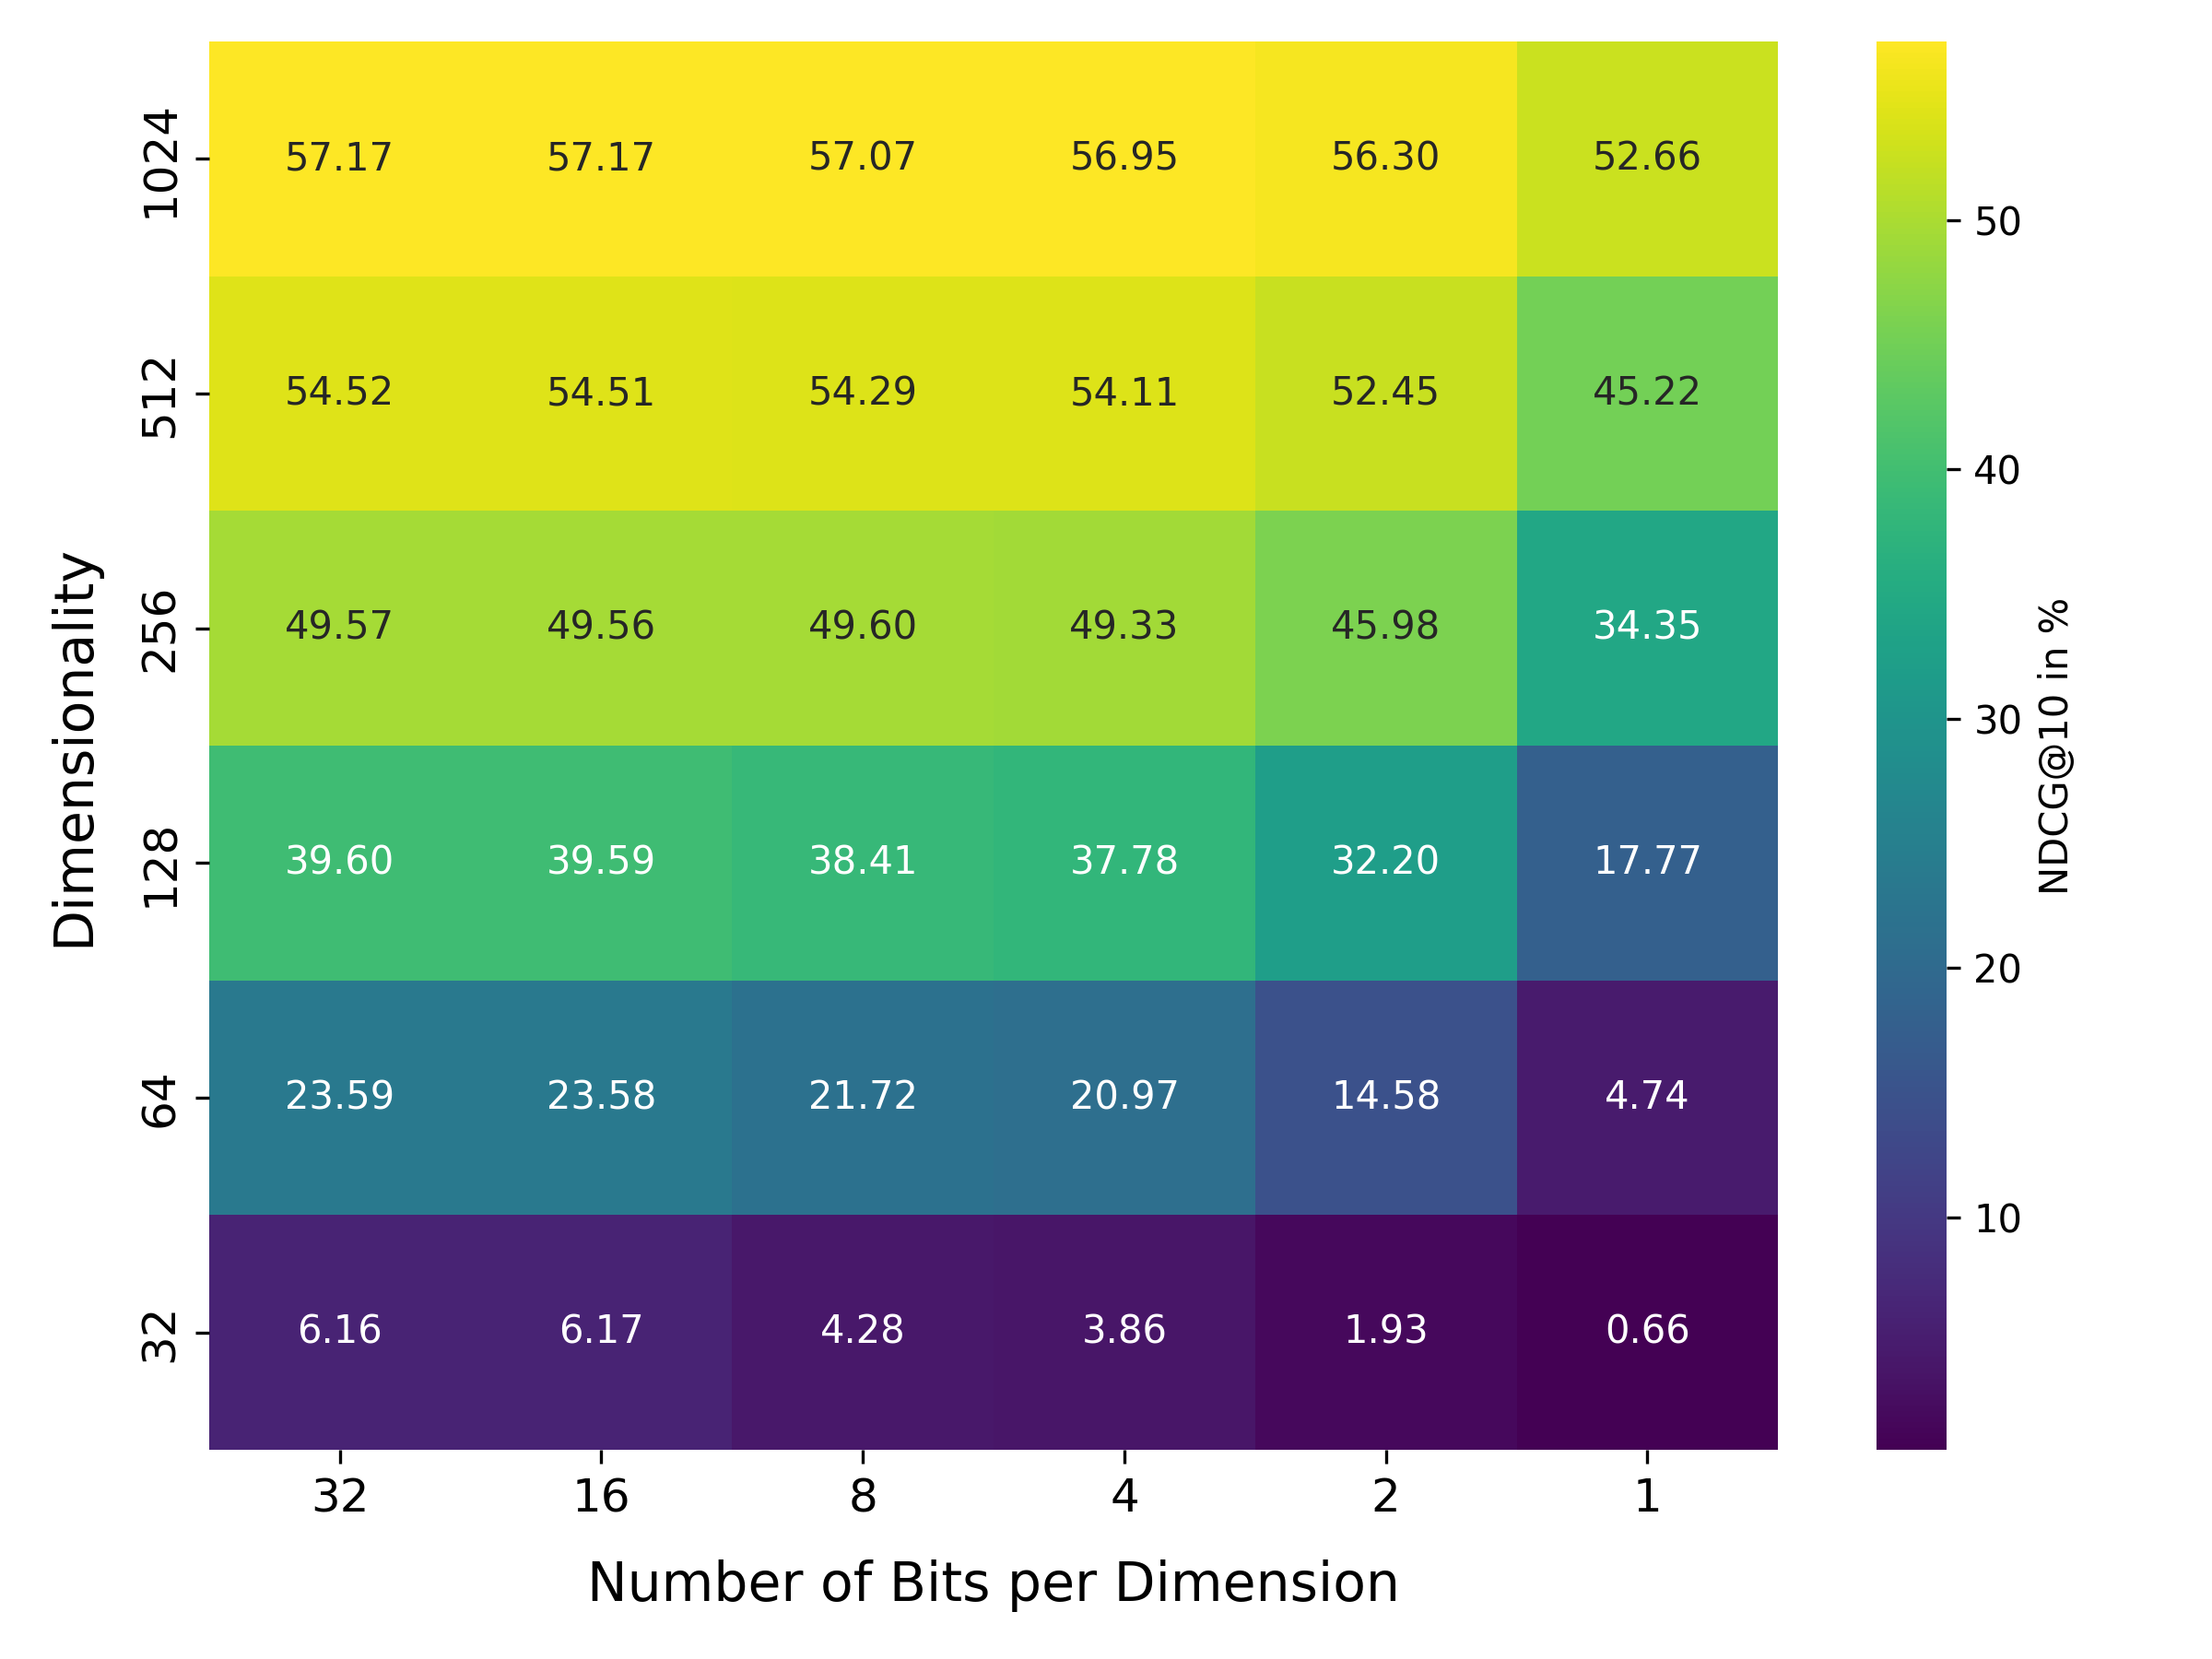 1024 57.17 57.17 57.07 56.95 56.30 52.66
512 54.52 54.51 54.29 54.11 52.45 45.22
256 49.57 49.56 49.60 49.33 45.98 34.35
128 39.60 39.59 38.41 37.78 32.20 17.77
64 23.59 23.58 21.72 20.97 14.58 4.74
32 6.16 6.17 4.28 3.86 1.93 0.66
32 16 8 4 2 1
Number of Bits per Dimension
Dimensionality
50
40
30
20
10
NDCG@10 in %